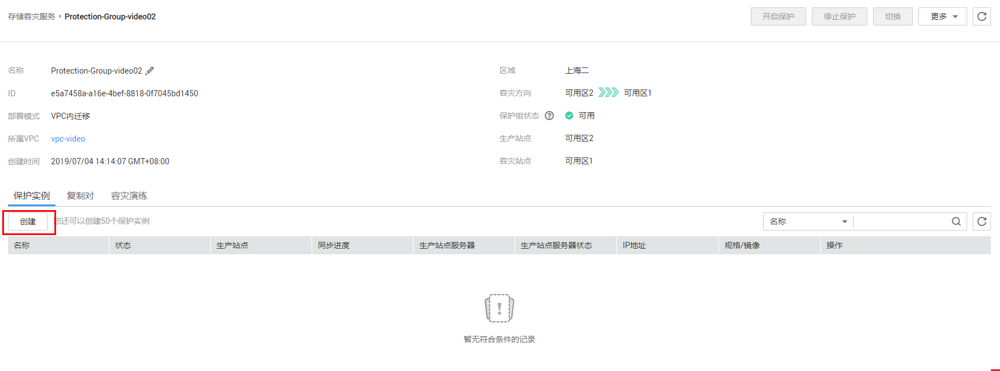 存储容灾服务 › Protection-Group-video02
开启保护 停止保护 切换 更多
名称 Protection-Group-video02
区域 上海二
ID e5a7458a-a16e-4bef-8818-0f7045bd1450
容灾方向 可用区2 可用区1
部署模式 VPC内迁移
保护组状态 ? 可用
所属VPC vpc-video
生产站点 可用区2
创建时间 2019/07/04 14:14:07 GMT+08:00
容灾站点 可用区1
保护实例 复制对 容灾演练
创建 您还可以创建50个保护实例 名称
名称 状态 生产站点 同步进度 生产站点服务器 生产站点服务器状态 IP地址 规格/镜像 操作
暂无符合条件的记录